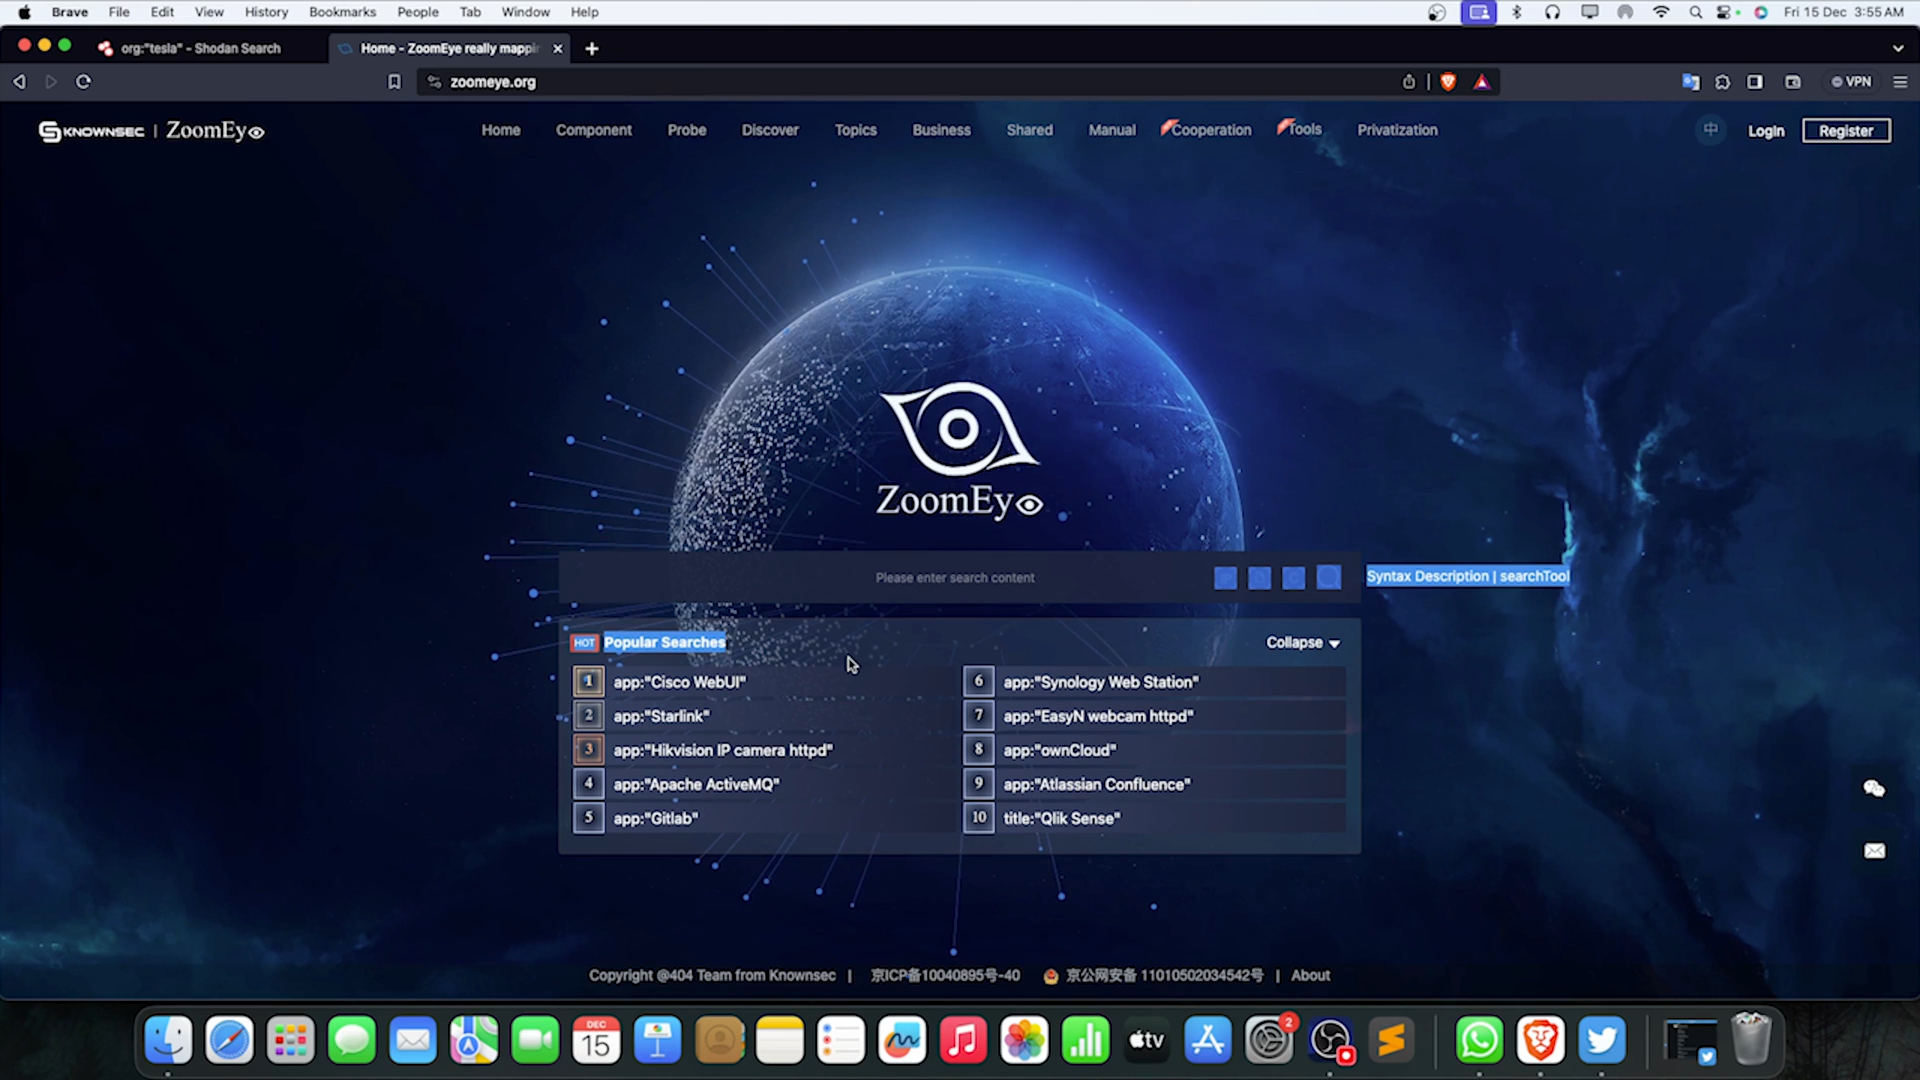 Brave File Edit View History Bookmarks People Tab Window Help
Fri 15 Dec 3:55 AM
org:"tesla" - Shodan Search
Home - ZoomEye really mappin
zoomeye.org
VPN
KNOWNSEC | ZoomEye
Home Component Probe Discover Topics Business Shared Manual Cooperation Tools Privatization
中 Login Register
ZoomEye
Please enter search content
Syntax Description | searchTool
HOT Popular Searches
Collapse
1 app:"Cisco WebUI"
2 app:"Starlink"
3 app:"Hikvision IP camera httpd"
4 app:"Apache ActiveMQ"
5 app:"Gitlab"
6 app:"Synology Web Station"
7 app:"EasyN webcam httpd"
8 app:"ownCloud"
9 app:"Atlassian Confluence"
10 title:"Qlik Sense"
Copyright @404 Team from Knownsec | 京ICP备10040895号-40 京公网安备 11010502034542号 | About
DEC
15
tv
2